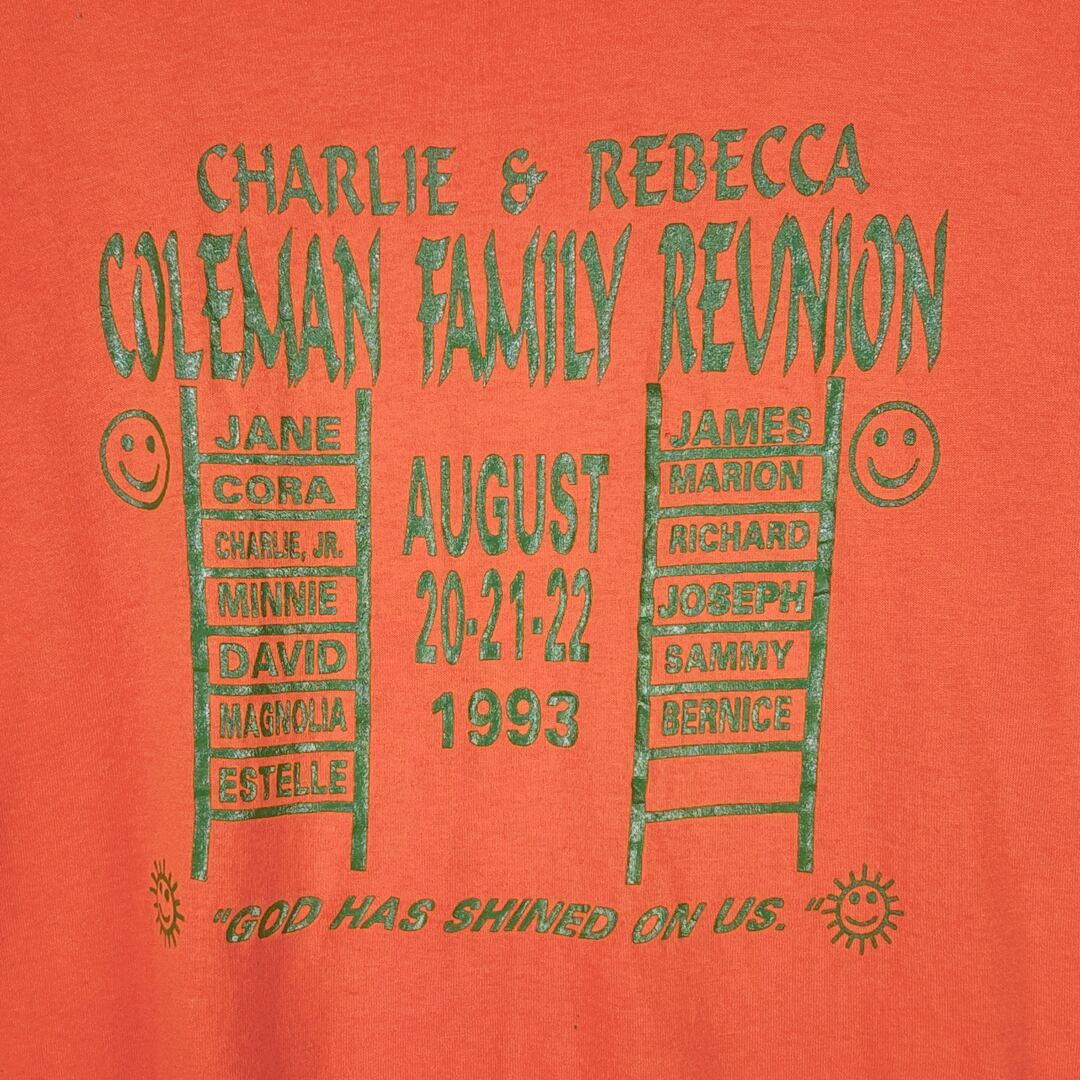 CHARLIE & REBECCA
COLEMAN FAMILY REUNION
JANE
CORA
CHARLIE, JR.
MINNIE
DAVID
MAGNOLIA
ESTELLE
AUGUST
20-21-22
1993
JAMES
MARION
RICHARD
JOSEPH
SAMMY
BERNICE
"GOD HAS SHINED ON US. "